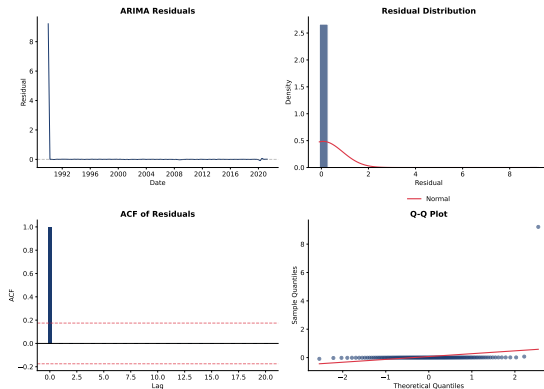 ARIMA Residuals
Residual
8
6
4
2
0
1992 1996 2000 2004 2008 2012 2016 2020
Date
Residual Distribution
Density
2.5
2.0
1.5
1.0
0.5
0.0
0 2 4 6 8
Residual
Normal
ACF of Residuals
ACF
1.0
0.8
0.6
0.4
0.2
0.0
−0.2
0.0 2.5 5.0 7.5 10.0 12.5 15.0 17.5 20.0
Lag
Q-Q Plot
Sample Quantiles
8
6
4
2
0
−2 −1 0 1 2
Theoretical Quantiles